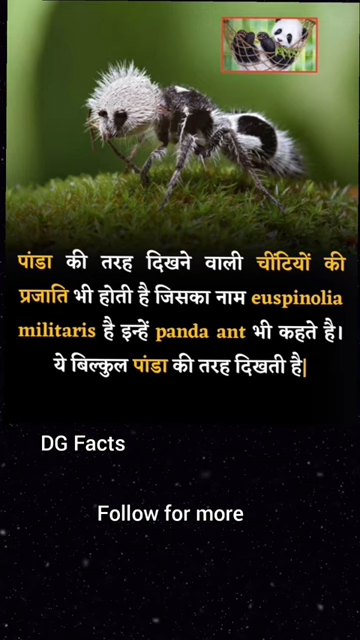 पांडा की तरह दिखने वाली चींटियों की
प्रजाति भी होती है जिसका नाम euspinolia
militaris है इन्हें panda ant भी कहते है।
ये बिल्कुल पांडा की तरह दिखती है|
DG Facts
Follow for more